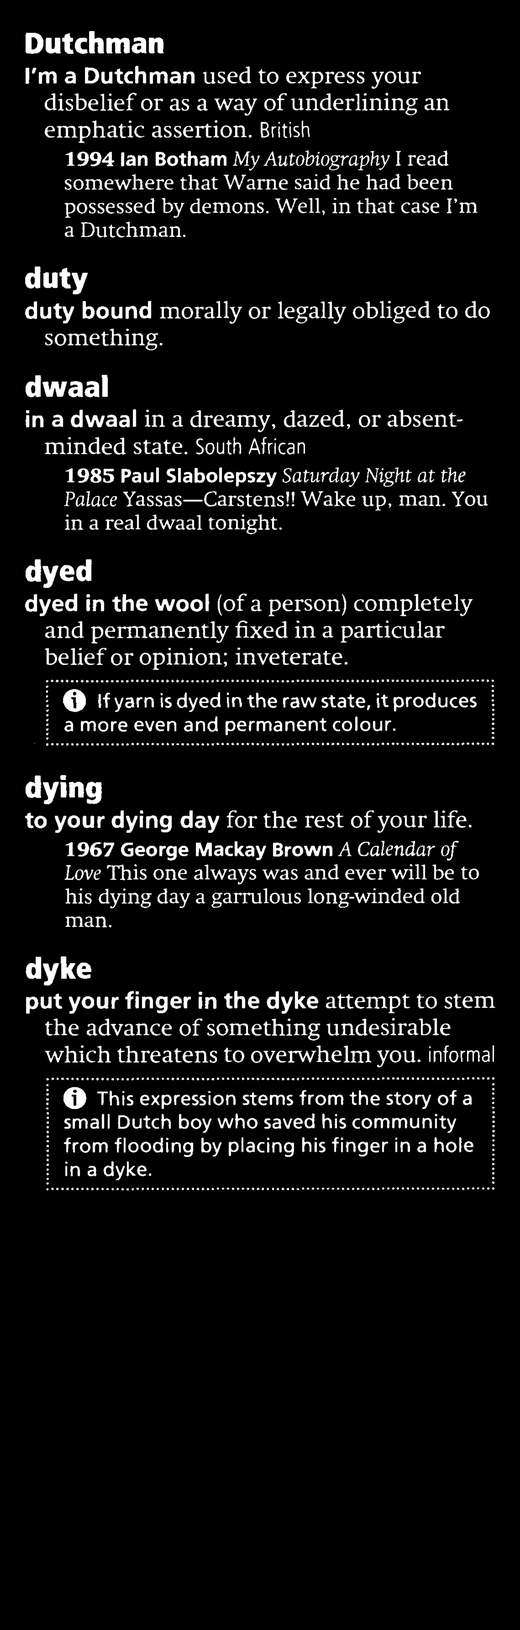 Dutchman
I'm a Dutchman used to express your
disbelief or as a way of underlining an
emphatic assertion. British
1994 Ian Botham My Autobiography I read
somewhere that Warne said he had been
possessed by demons. Well, in that case I'm
a Dutchman.
duty
duty bound morally or legally obliged to do
something.
dwaal
in a dwaal in a dreamy, dazed, or absent-
minded state. South African
1985 Paul Slabolepszy Saturday Night at the
Palace Yassas—Carstens!! Wake up, man. You
in a real dwaal tonight.
dyed
dyed in the wool (of a person) completely
and permanently fixed in a particular
belief or opinion; inveterate.
i If yarn is dyed in the raw state, it produces
a more even and permanent colour.
dying
to your dying day for the rest of your life.
1967 George Mackay Brown A Calendar of
Love This one always was and ever will be to
his dying day a garrulous long-winded old
man.
dyke
put your finger in the dyke attempt to stem
the advance of something undesirable
which threatens to overwhelm you. informal
i This expression stems from the story of a
small Dutch boy who saved his community
from flooding by placing his finger in a hole
in a dyke.